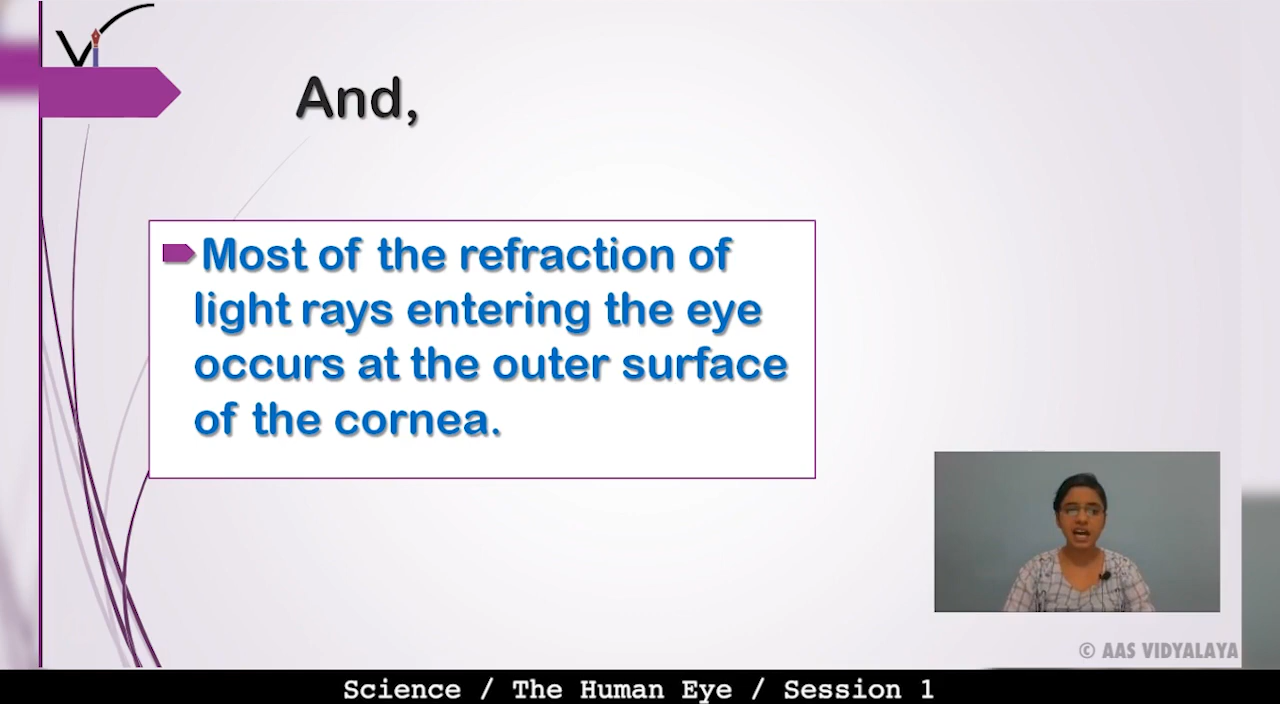 And,
Most of the refraction of
light rays entering the eye
occurs at the outer surface
of the cornea.
© AAS VIDYALAYA
Science / The Human Eye / Session 1